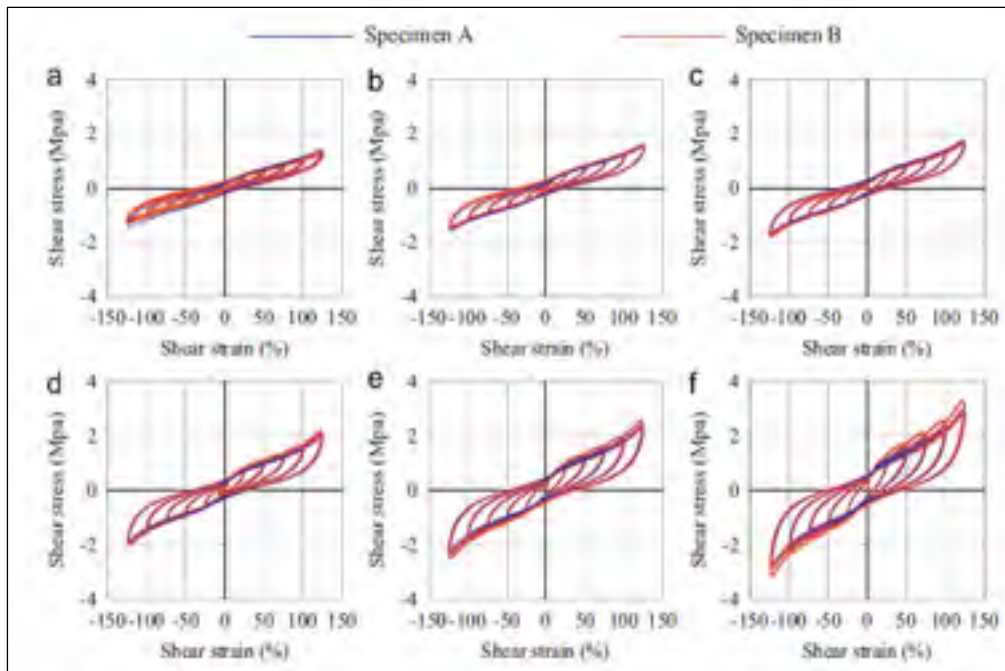 Specimen A Specimen B
a b c
4 4 4
2 2 2
0 0 0
-2 -2 -2
-4 -4 -4
Shear stress (Mpa) Shear stress (Mpa) Shear stress (Mpa)
-150 -100 -50 0 50 100 150 -150 -100 -50 0 50 100 150 -150 -100 -50 0 50 100 150
Shear strain (%) Shear strain (%) Shear strain (%)
d e f
4 4 4
2 2 2
0 0 0
-2 -2 -2
-4 -4 -4
Shear stress (Mpa) Shear stress (Mpa) Shear stress (Mpa)
-150 -100 -50 0 50 100 150 -150 -100 -50 0 50 100 150 -150 -100 -50 0 50 100 150
Shear strain (%) Shear strain (%) Shear strain (%)